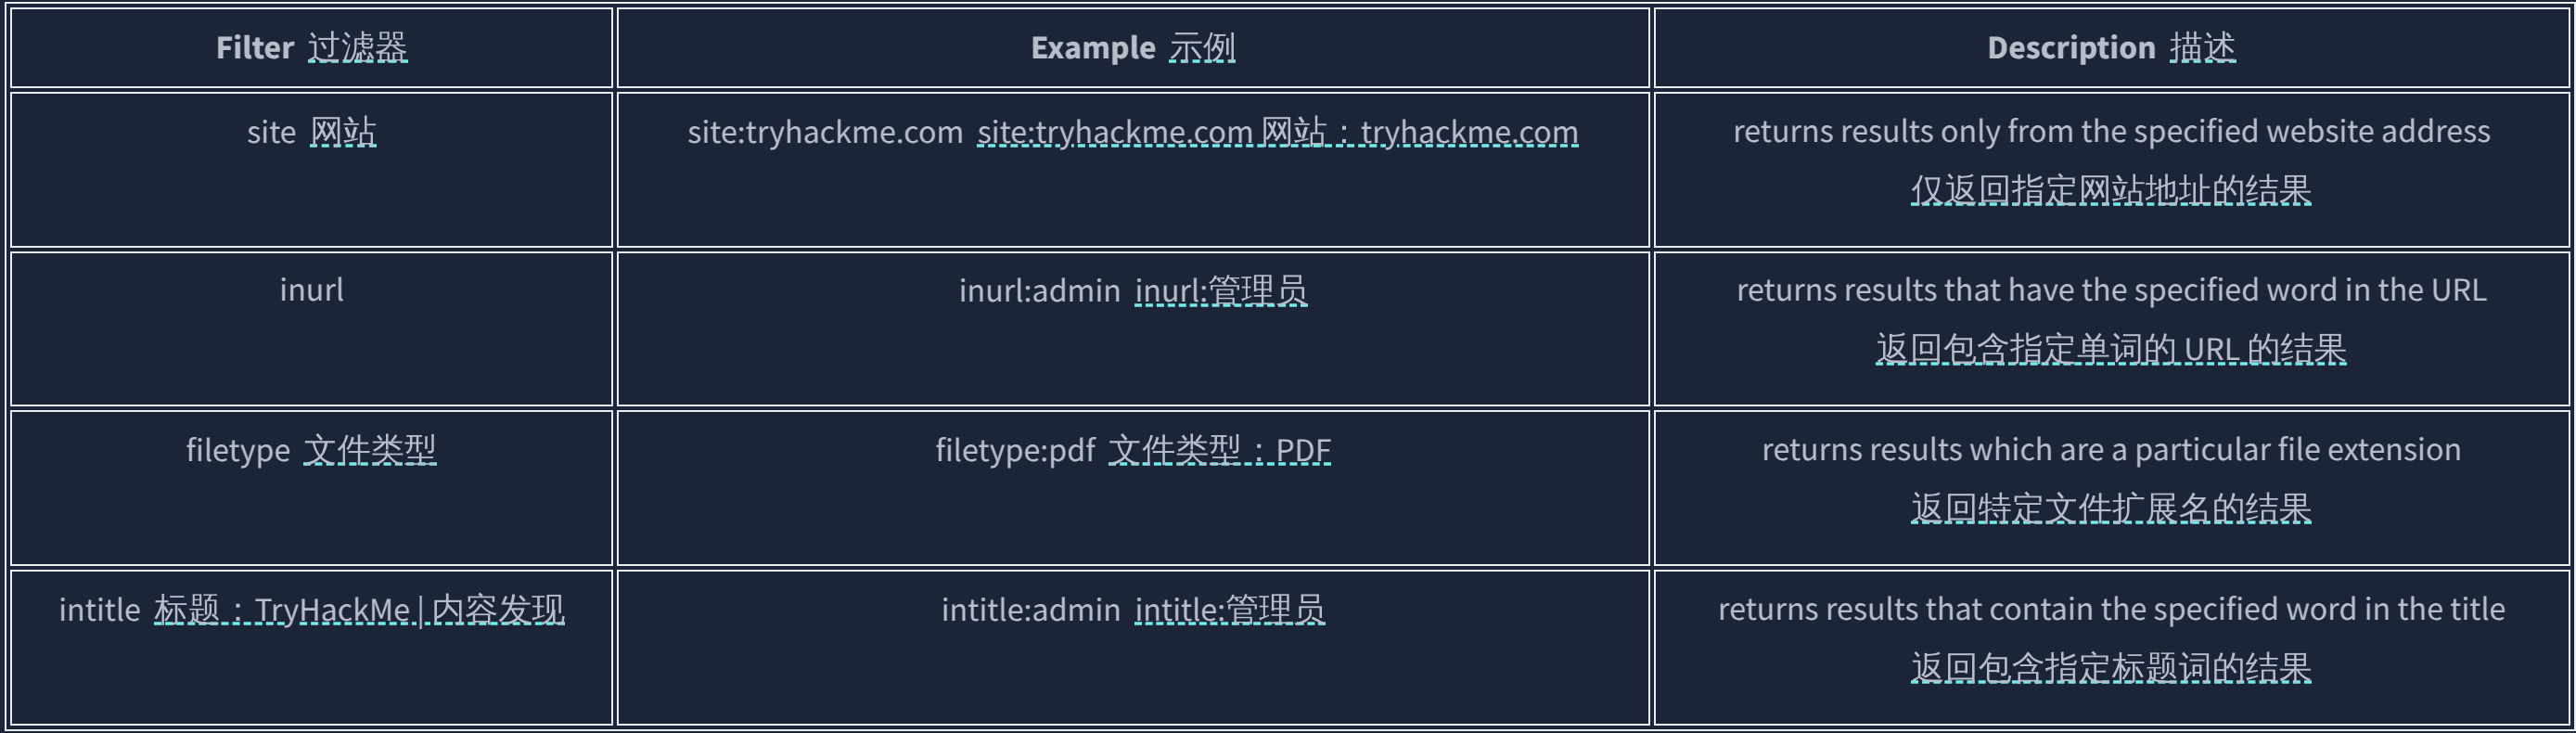 Filter 过滤器
Example 示例
Description 描述
site 网站
site:tryhackme.com site:tryhackme.com 网站：tryhackme.com
returns results only from the specified website address
仅返回指定网站地址的结果
inurl
inurl:admin inurl:管理员
returns results that have the specified word in the URL
返回包含指定单词的 URL 的结果
filetype 文件类型
filetype:pdf 文件类型：PDF
returns results which are a particular file extension
返回特定文件扩展名的结果
intitle 标题：TryHackMe | 内容发现
intitle:admin intitle:管理员
returns results that contain the specified word in the title
返回包含指定标题词的结果